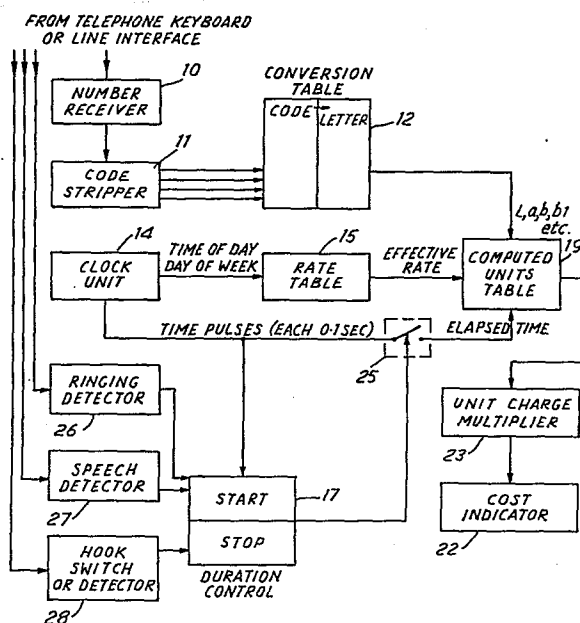 FROM TELEPHONE KEYBOARD
OR LINE INTERFACE
10
NUMBER
RECEIVER
CONVERSION
TABLE
CODE
LETTER
12
11
CODE
STRIPPER
L,a,b,b1
etc.
14
CLOCK
UNIT
TIME OF DAY
DAY OF WEEK
15
RATE
TABLE
EFFECTIVE
RATE
19
COMPUTED
UNITS
TABLE
TIME PULSES (EACH 0·1SEC)
25
ELAPSED TIME
RINGING
DETECTOR
26
UNIT CHARGE
MULTIPLIER
23
SPEECH
DETECTOR
27
START
17
STOP
DURATION
CONTROL
COST
INDICATOR
22
HOOK
SWITCH
OR DETECTOR
28